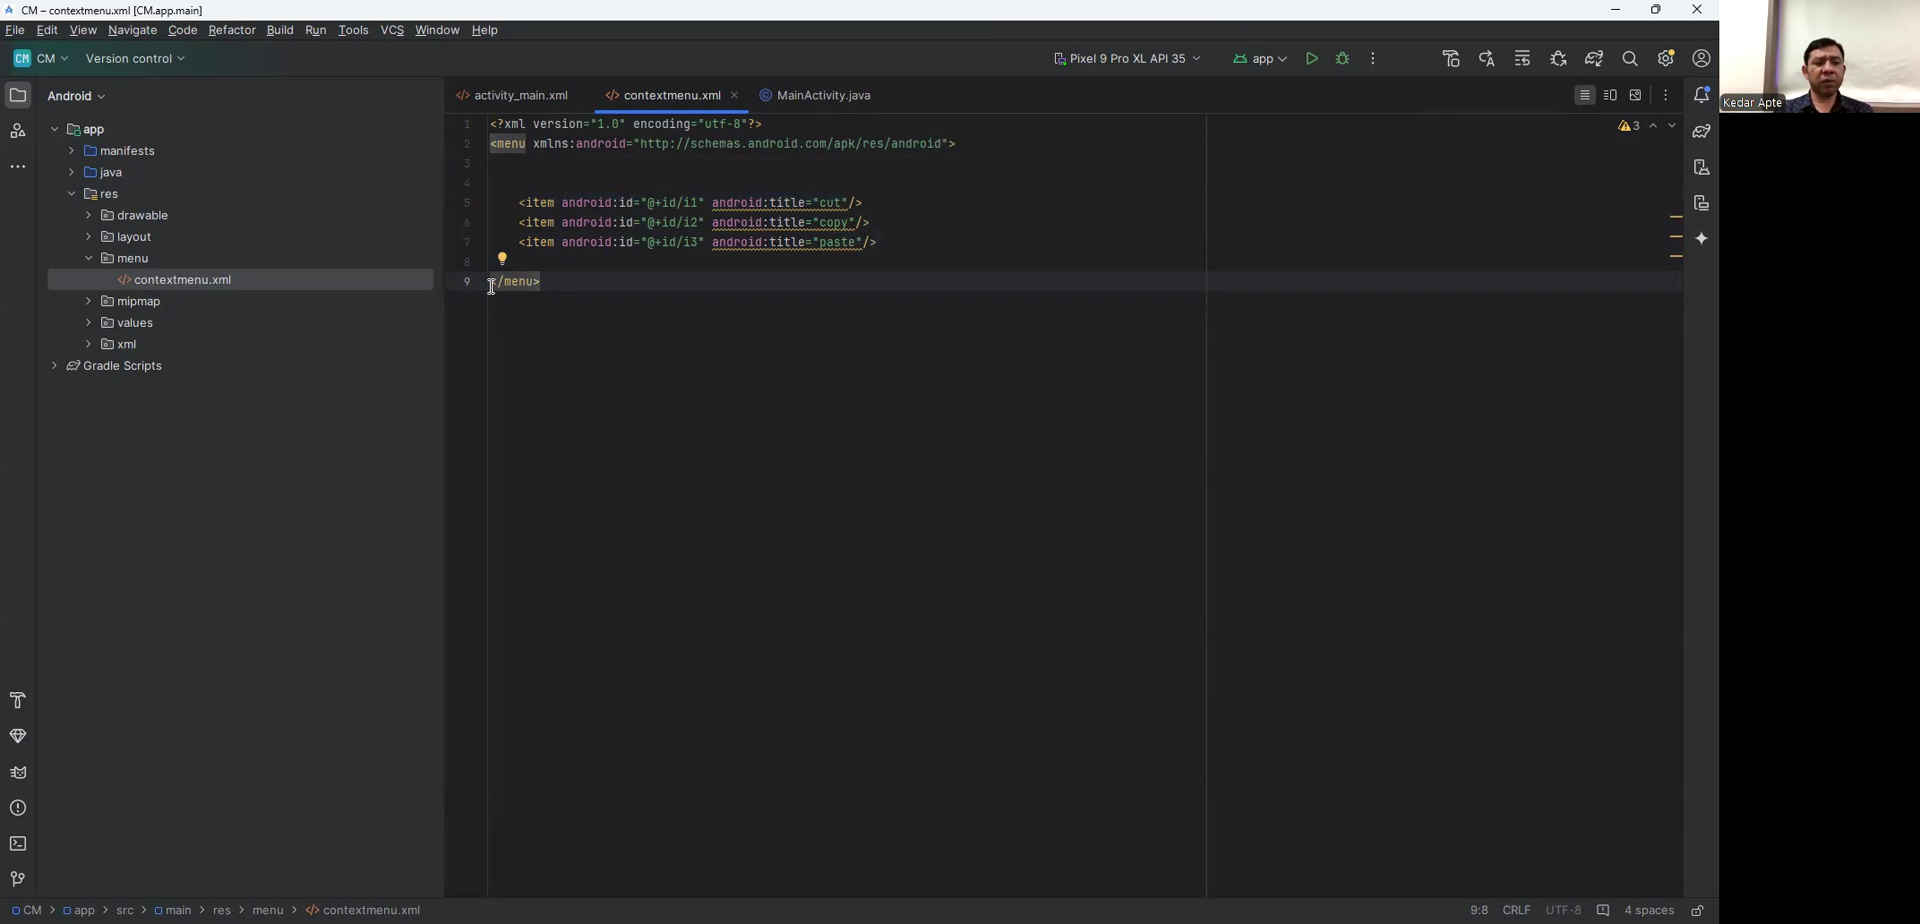 CM – contextmenu.xml [CM.app.main]
File Edit View Navigate Code Refactor Build Run Tools VCS Window Help
CM CM Version control Pixel 9 Pro XL API 35 app
Android
app
manifests
java
res
drawable
layout
menu
contextmenu.xml
mipmap
values
xml
Gradle Scripts
activity_main.xml contextmenu.xml MainActivity.java
3
1 <?xml version="1.0" encoding="utf-8"?>
2 <menu xmlns:android="http://schemas.android.com/apk/res/android">
3
4
5 <item android:id="@+id/i1" android:title="cut"/>
6 <item android:id="@+id/i2" android:title="copy"/>
7 <item android:id="@+id/i3" android:title="paste"/>
8
9 </menu>
Kedar Apte
CM > app > src > main > res > menu > contextmenu.xml
9:8 CRLF UTF-8 4 spaces